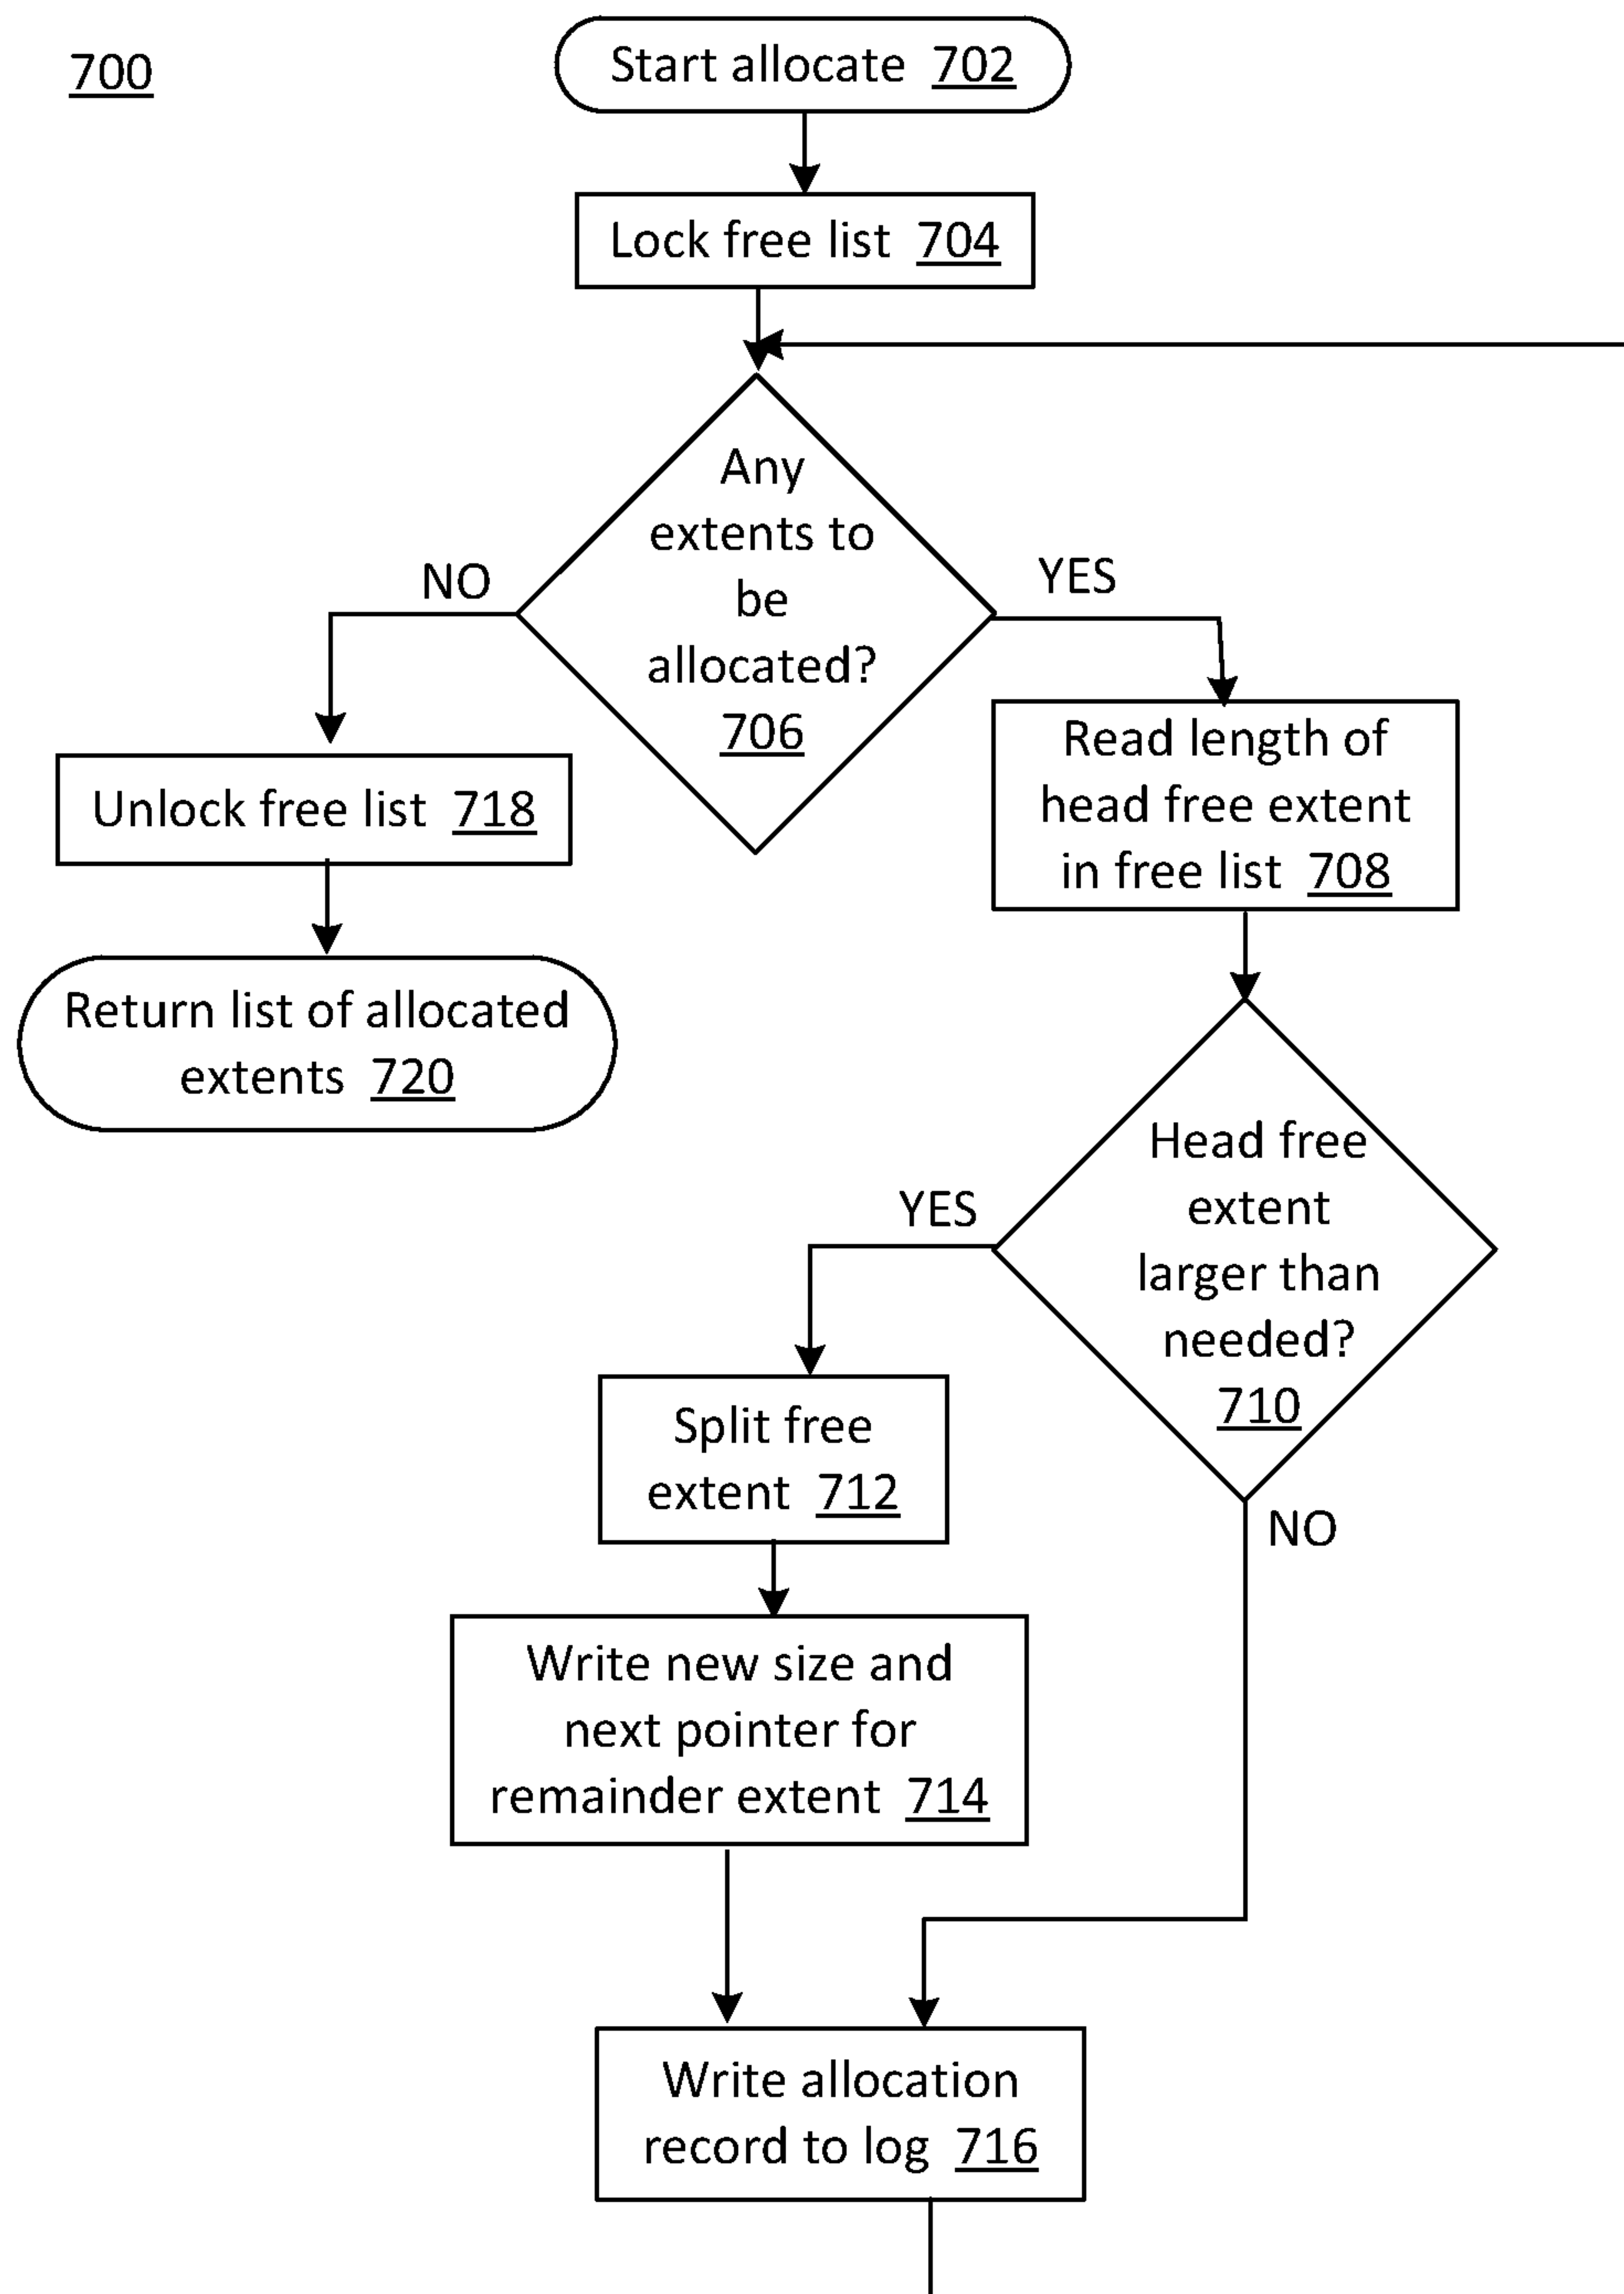 700
Start allocate 702
Lock free list 704
Any
extents to
be
allocated?
706
NO
YES
Unlock free list 718
Read length of
head free extent
in free list 708
Return list of allocated
extents 720
Head free
extent
larger than
needed?
710
YES
NO
Split free
extent 712
Write new size and
next pointer for
remainder extent 714
Write allocation
record to log 716